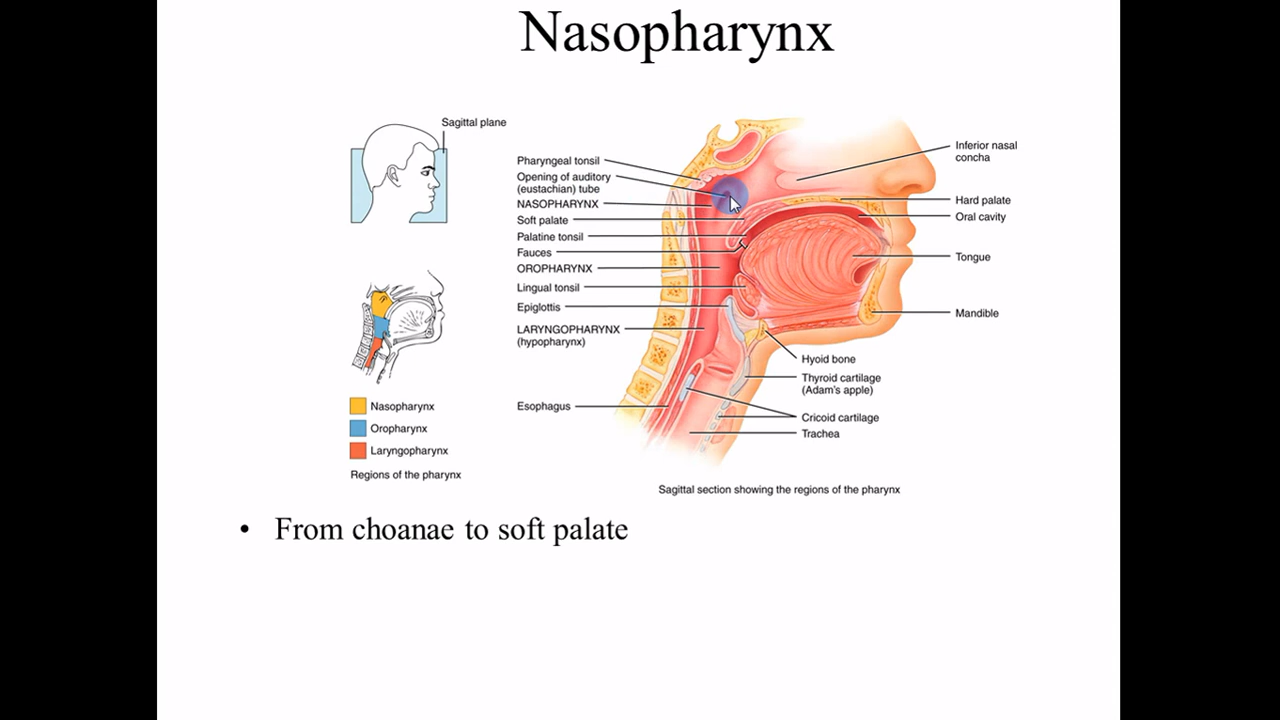 Nasopharynx
Sagittal plane
Nasopharynx
Oropharynx
Laryngopharynx
Regions of the pharynx
Pharyngeal tonsil
Opening of auditory
(eustachian) tube
NASOPHARYNX
Soft palate
Palatine tonsil
Fauces
OROPHARYNX
Lingual tonsil
Epiglottis
LARYNGOPHARYNX
(hypopharynx)
Esophagus
Inferior nasal
concha
Hard palate
Oral cavity
Tongue
Mandible
Hyoid bone
Thyroid cartilage
(Adam's apple)
Cricoid cartilage
Trachea
Sagittal section showing the regions of the pharynx
• From choanae to soft palate